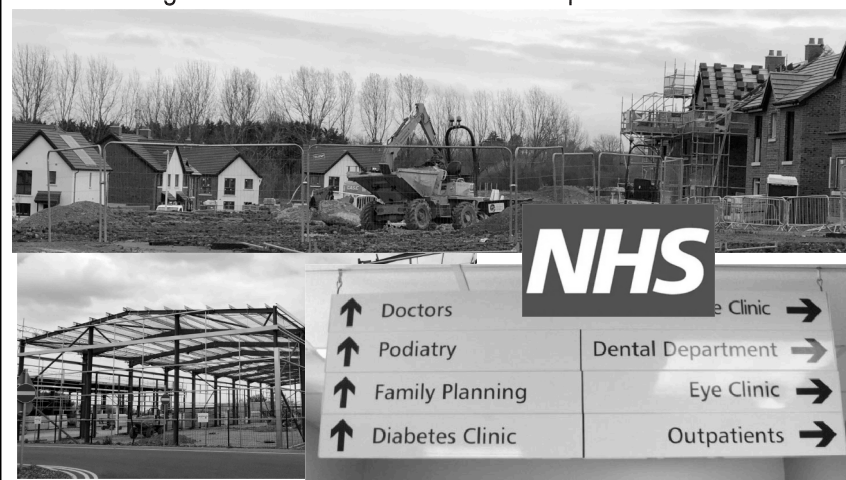 NHS
Doctors Clinic
Podiatry Dental Department
Family Planning Eye Clinic
Diabetes Clinic Outpatients